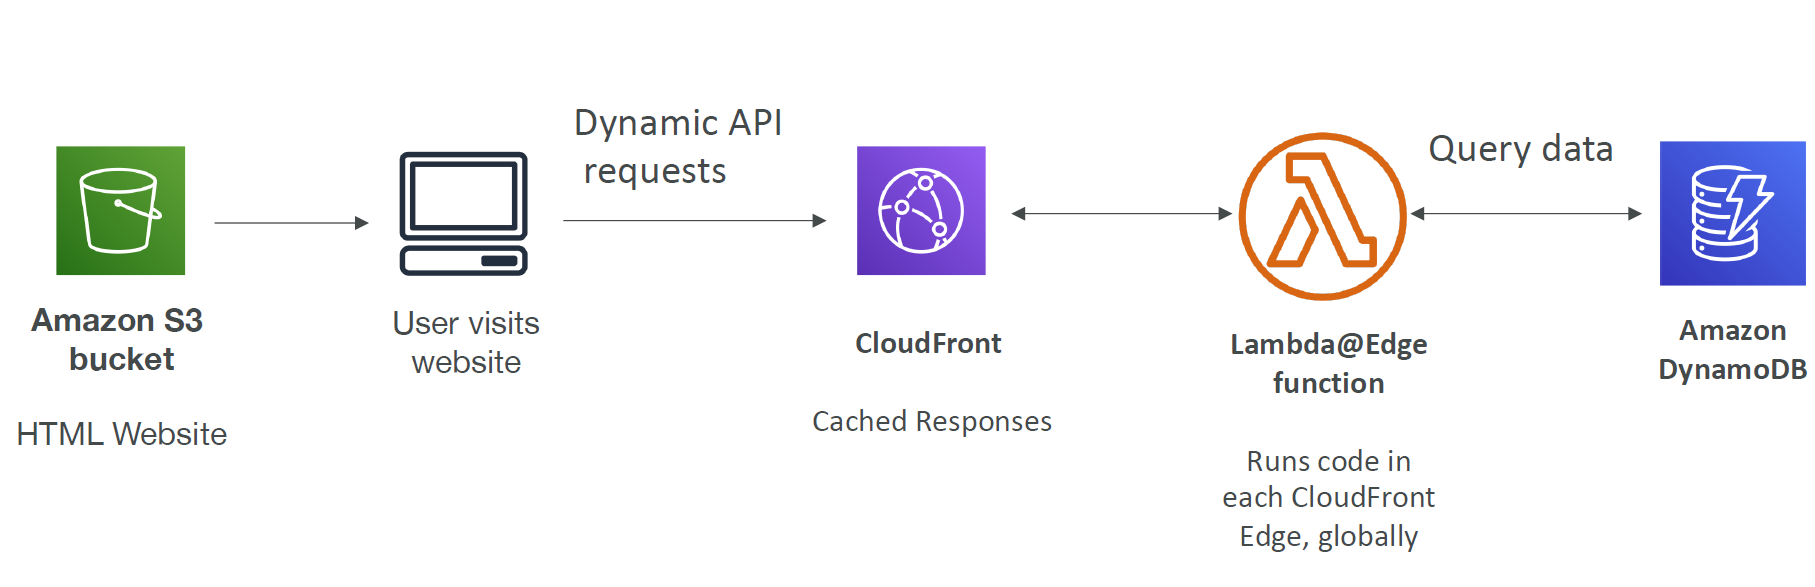 Amazon S3
bucket
HTML Website
User visits
website
Dynamic API
requests
CloudFront
Cached Responses
Lambda@Edge
function
Runs code in
each CloudFront
Edge, globally
Query data
Amazon
DynamoDB